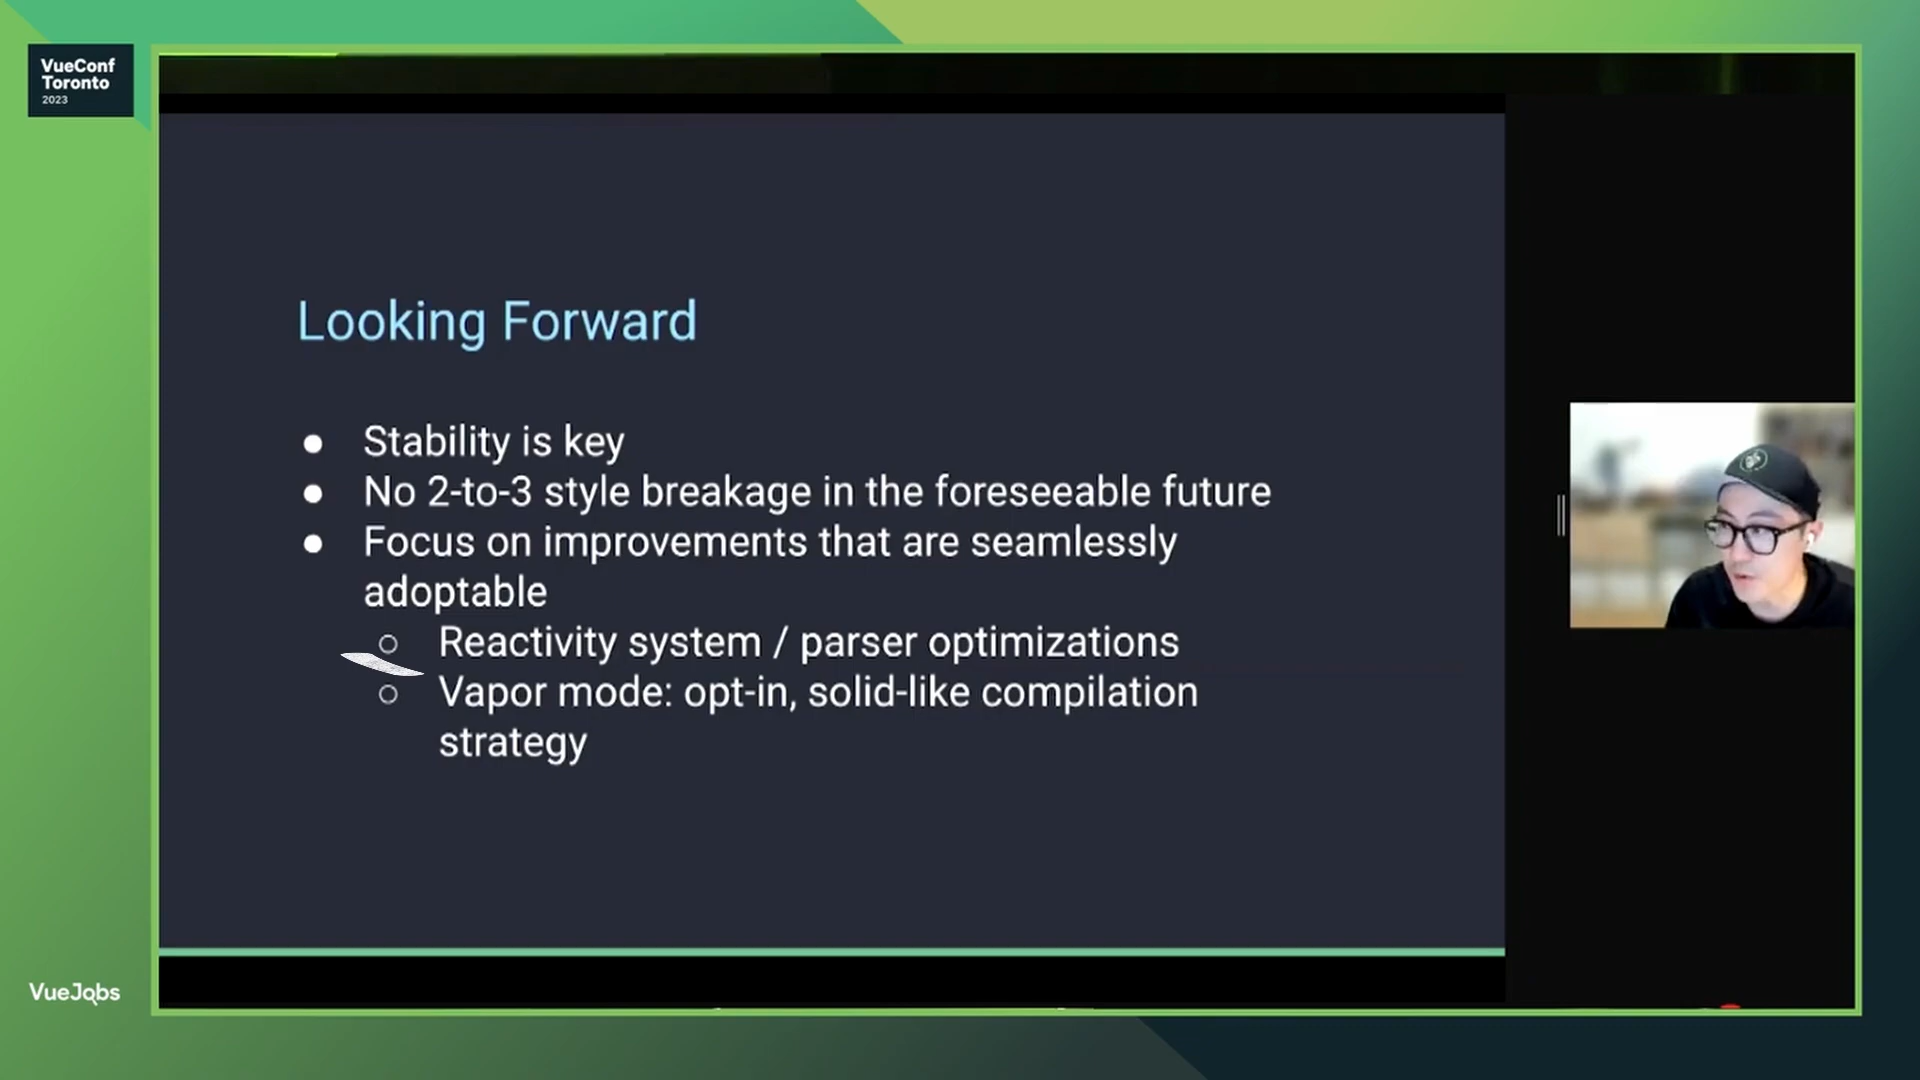 VueConf
Toronto
2023
Looking Forward
● Stability is key
● No 2-to-3 style breakage in the foreseeable future
● Focus on improvements that are seamlessly
adoptable
○ Reactivity system / parser optimizations
○ Vapor mode: opt-in, solid-like compilation
strategy
VueJobs